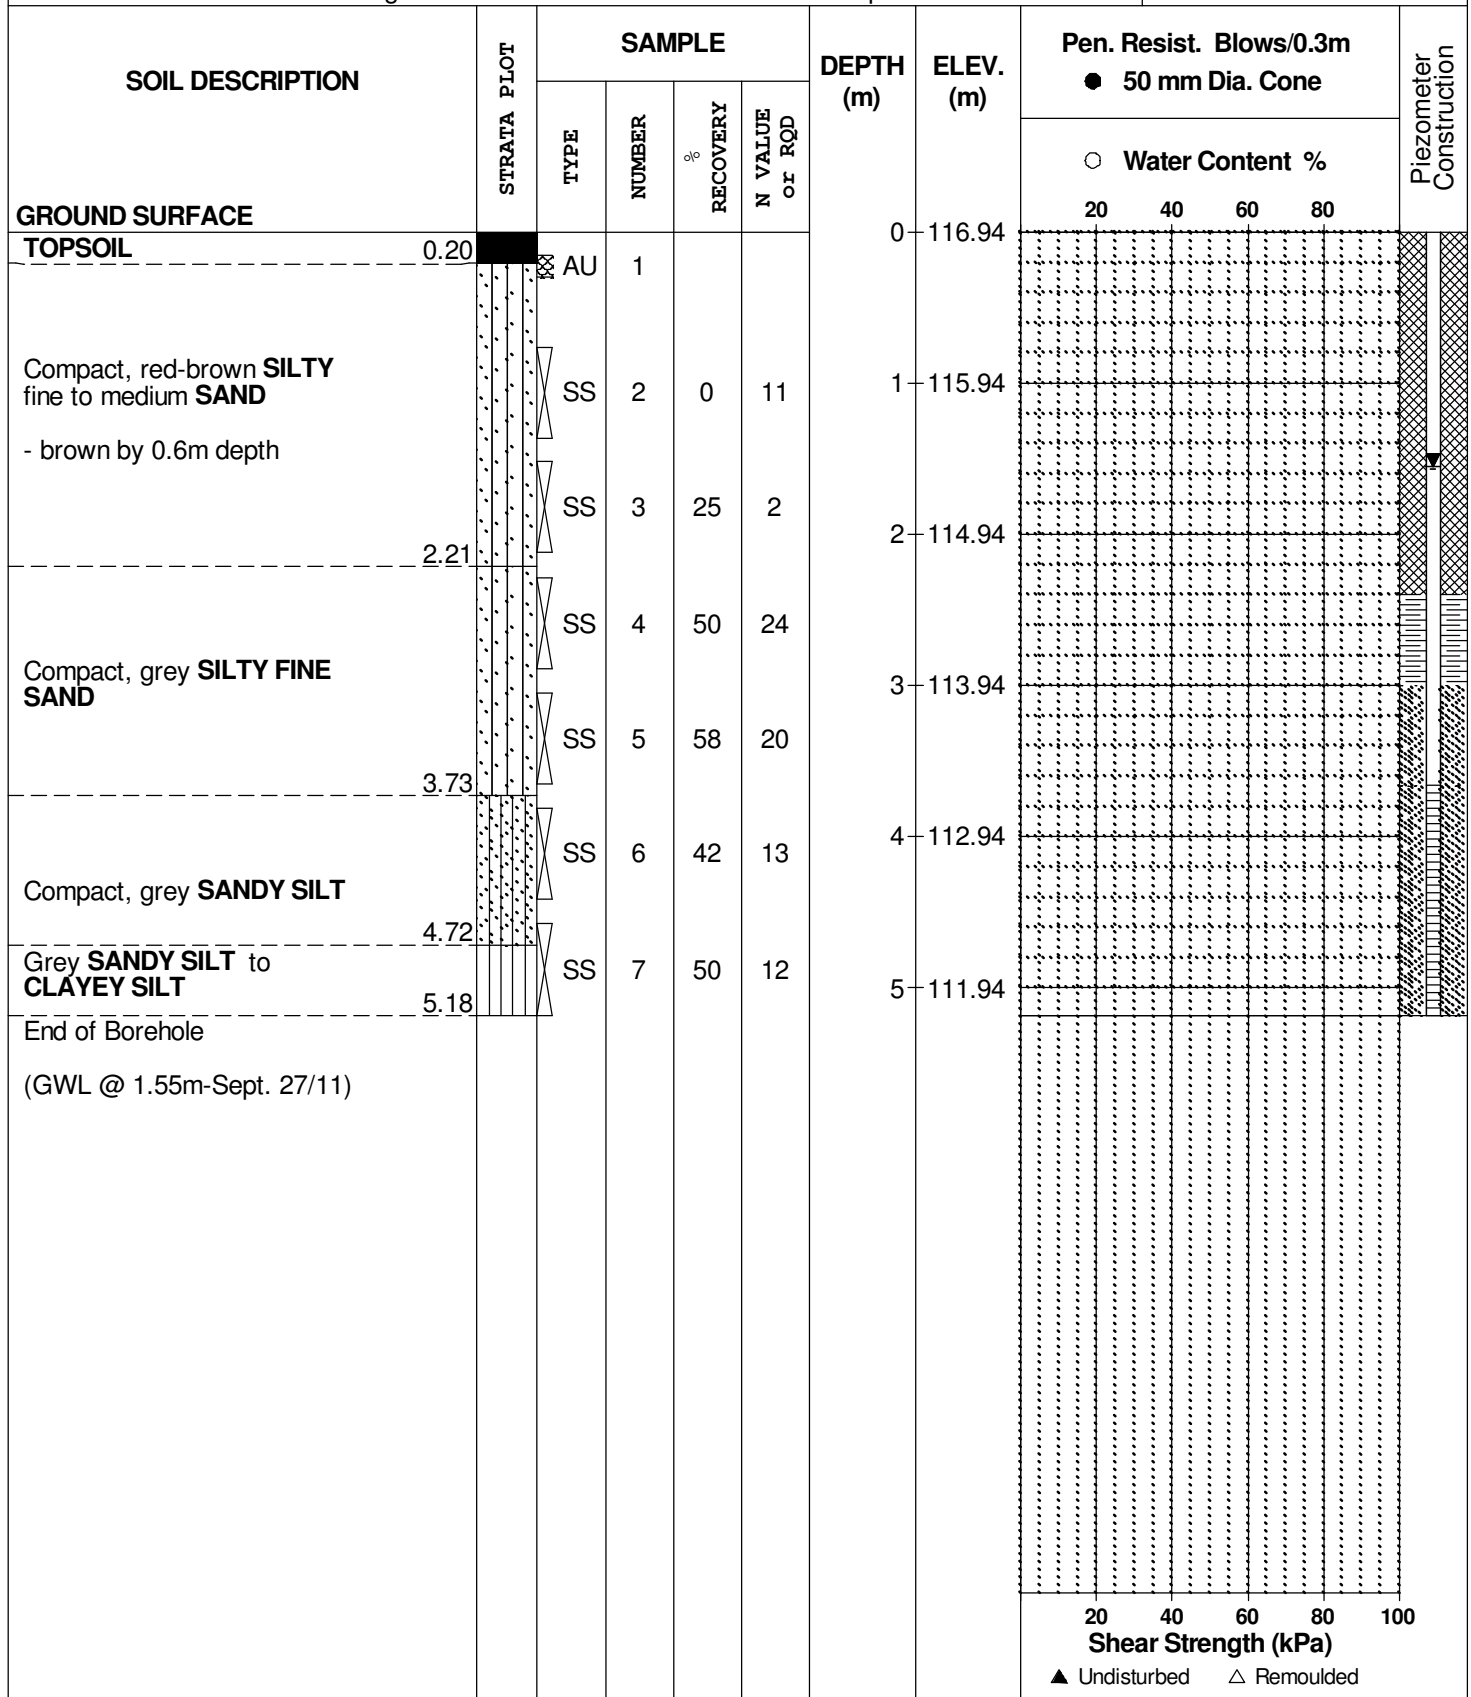 SOIL DESCRIPTION
GROUND SURFACE
STRATA PLOT
SAMPLE
TYPE
NUMBER
% RECOVERY
N VALUE or RQD
DEPTH (m)
ELEV. (m)
Pen. Resist. Blows/0.3m
● 50 mm Dia. Cone
○ Water Content %
20 40 60 80
Piezometer Construction
TOPSOIL 0.20
0 116.94
AU 1
Compact, red-brown SILTY
fine to medium SAND
- brown by 0.6m depth
2.21
SS 2 0 11
1 115.94
SS 3 25 2
2 114.94
Compact, grey SILTY FINE
SAND
3.73
SS 4 50 24
3 113.94
SS 5 58 20
Compact, grey SANDY SILT
4.72
SS 6 42 13
4 112.94
Grey SANDY SILT to
CLAYEY SILT
5.18
SS 7 50 12
5 111.94
End of Borehole
(GWL @ 1.55m-Sept. 27/11)
20 40 60 80 100
Shear Strength (kPa)
▲ Undisturbed △ Remoulded